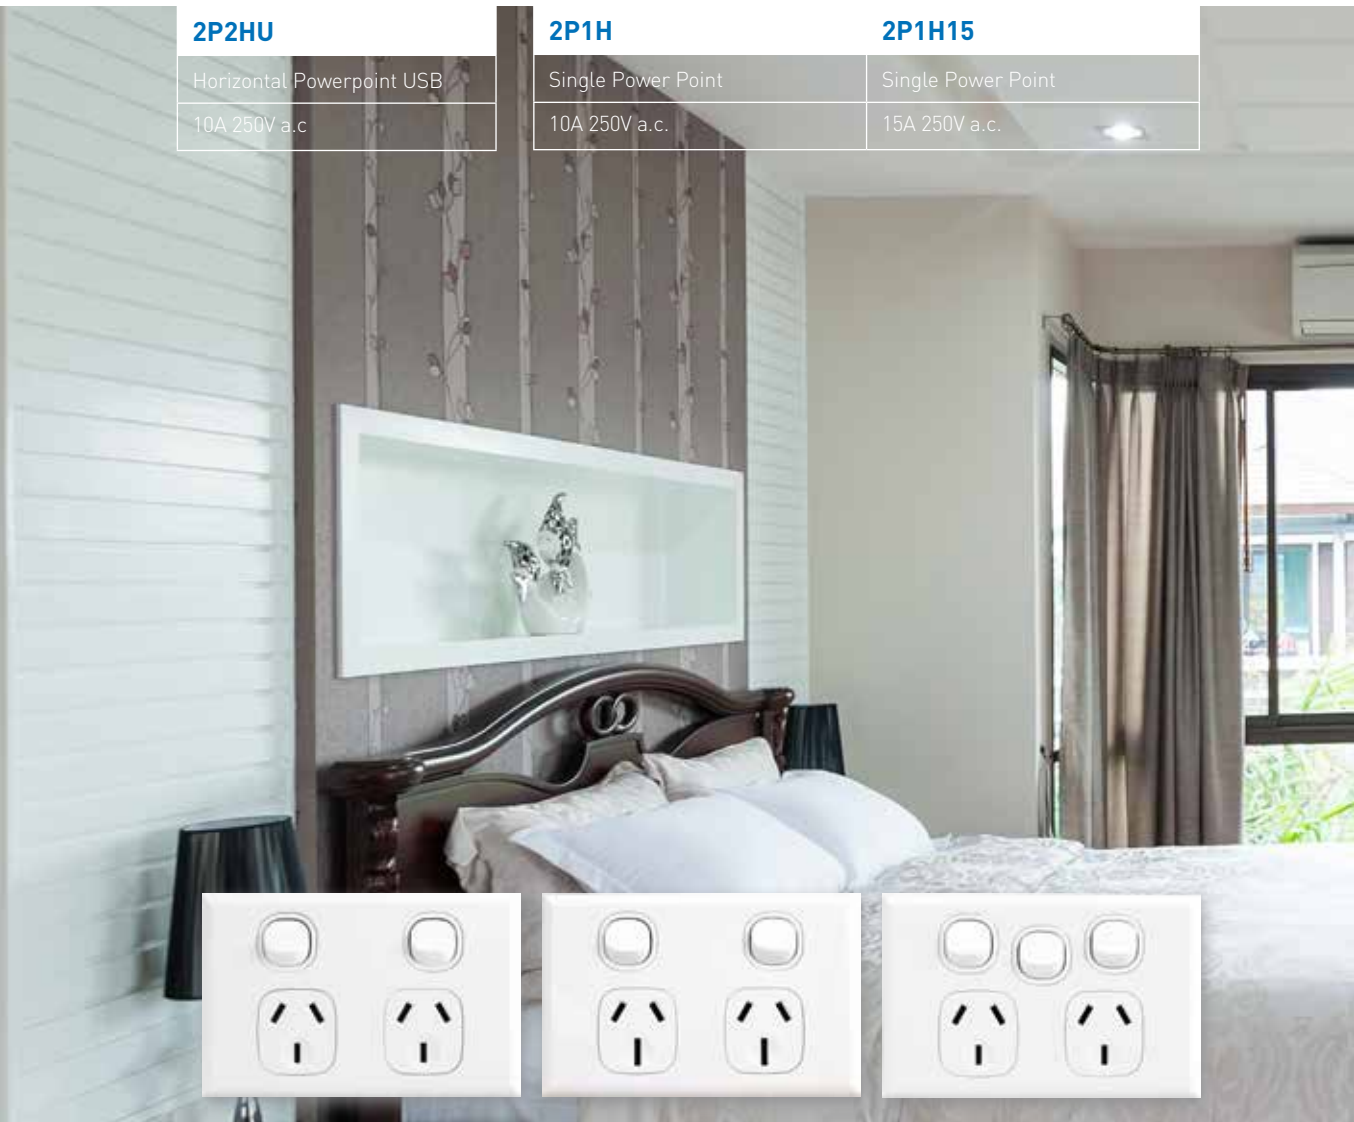 2P2HU
Horizontal Powerpoint USB
10A 250V a.c
2P1H
Single Power Point
10A 250V a.c.
2P1H15
Single Power Point
15A 250V a.c.